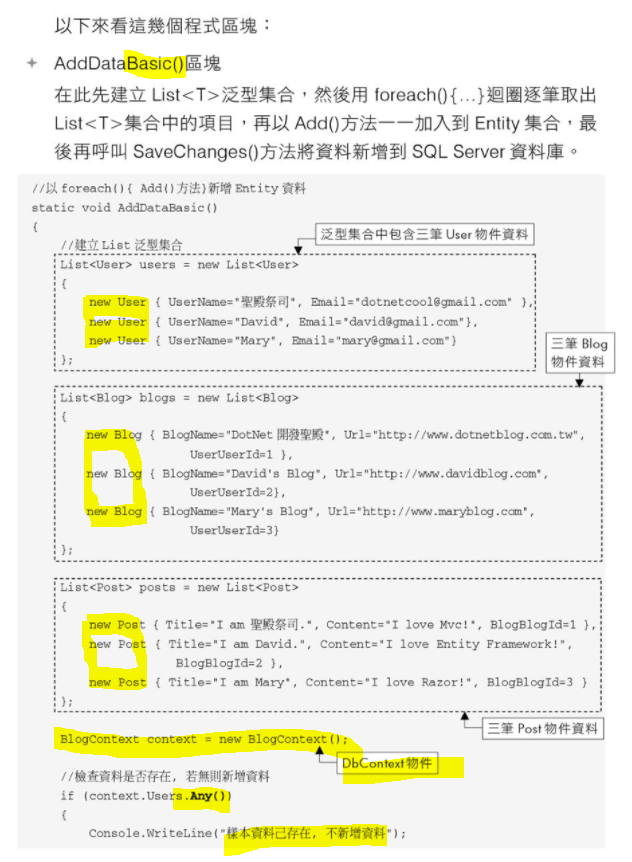 以下來看這幾個程式區塊：
+ AddDataBasic()區塊
在此先建立 List<T>泛型集合，然後用 foreach(){...}迴圈逐筆取出
List<T>集合中的項目，再以 Add()方法一一加入到 Entity 集合，最
後再呼叫 SaveChanges()方法將資料新增到 SQL Server 資料庫。
//以 foreach(){ Add()方法}新增 Entity 資料
static void AddDataBasic()
{
泛型集合中包含三筆 User 物件資料
//建立 List 泛型集合
List<User> users = new List<User>
{
new User { UserName="聖殿祭司", Email="dotnetcool@gmail.com" },
new User { UserName="David", Email="david@gmail.com"},
new User { UserName="Mary", Email="mary@gmail.com"}
};
三筆 Blog
物件資料
List<Blog> blogs = new List<Blog>
{
new Blog { BlogName="DotNet 開發聖殿", Url="http://www.dotnetblog.com.tw",
UserUserId=1 },
new Blog { BlogName="David's Blog", Url="http://www.davidblog.com",
UserUserId=2},
new Blog { BlogName="Mary's Blog", Url="http://www.maryblog.com",
UserUserId=3}
};
List<Post> posts = new List<Post>
{
new Post { Title="I am 聖殿祭司.", Content="I love Mvc!", BlogBlogId=1 },
new Post { Title="I am David.", Content="I love Entity Framework!",
BlogBlogId=2 },
new Post { Title="I am Mary", Content="I love Razor!", BlogBlogId=3 }
};
三筆 Post 物件資料
BlogContext context = new BlogContext();
DbContext 物件
//檢查資料是否存在, 若無則新增資料
if (context.Users.Any())
{
Console.WriteLine("樣本資料已存在, 不新增資料");